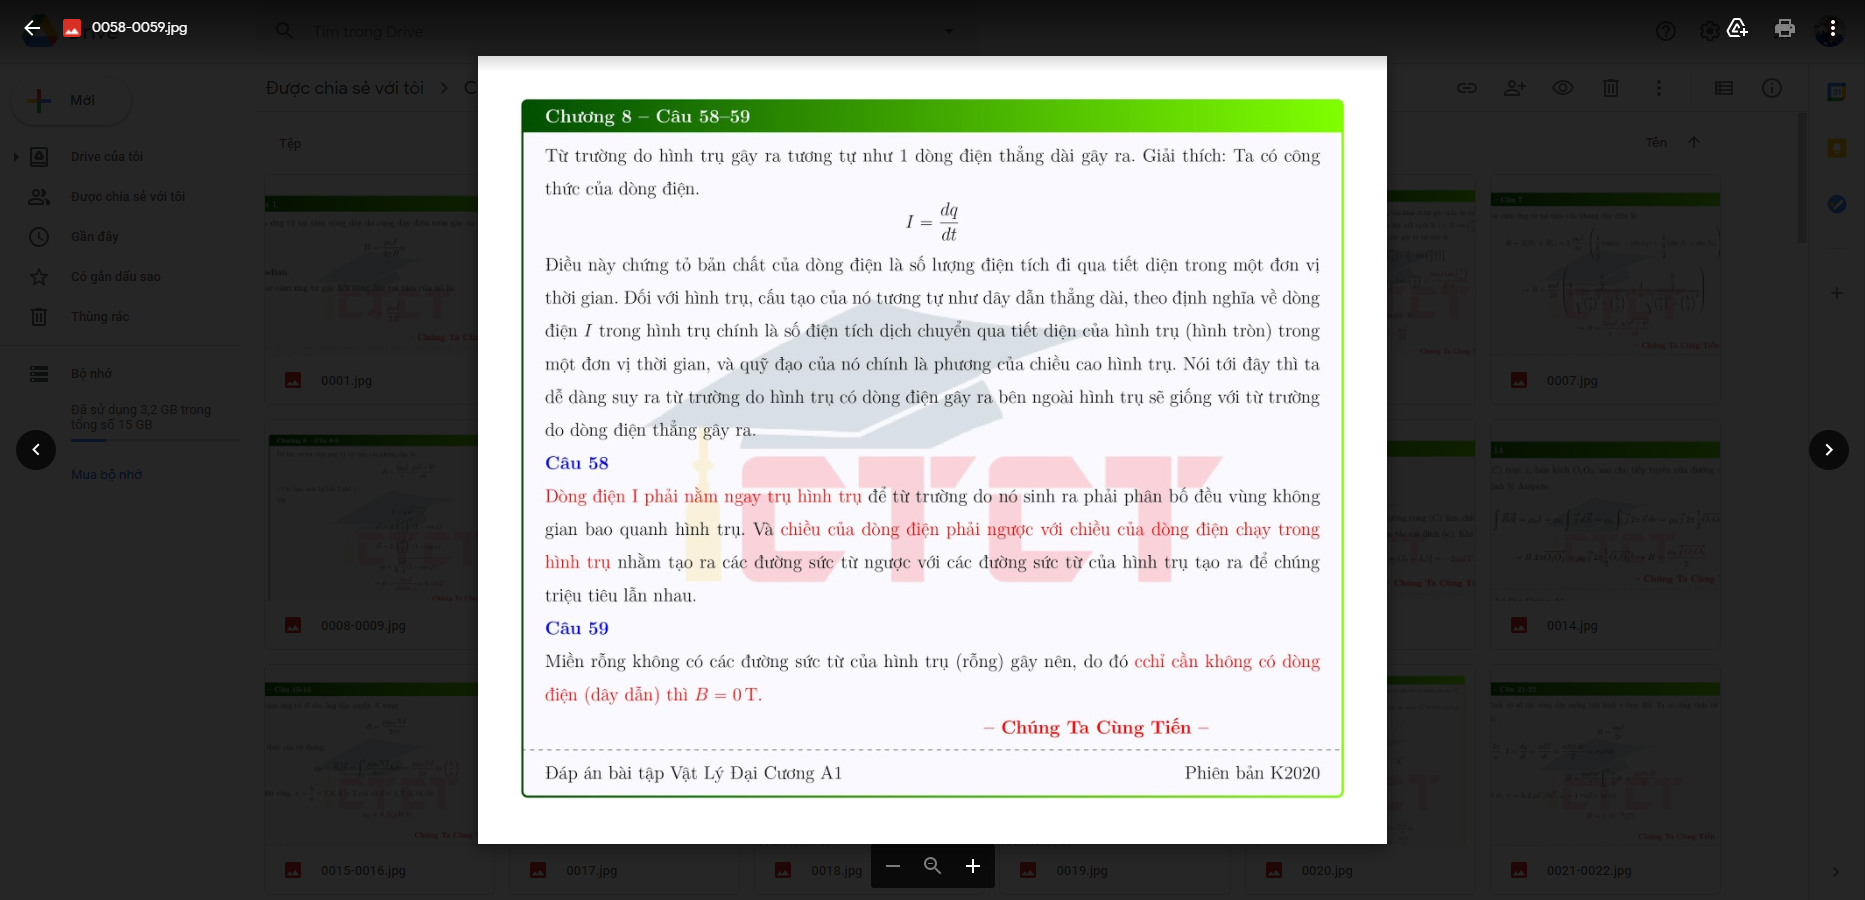 0058-0059.jpg
Tìm trong Drive
Mới
Được chia sẻ với tôi
Tệp
Tên
Drive của tôi
Được chia sẻ với tôi
Gần đây
Có gắn dấu sao
Thùng rác
Bộ nhớ
Đã sử dụng 3,2 GB trong
tổng số 15 GB
Mua bộ nhớ
Chương 8 – Câu 58–59
Từ trường do hình trụ gây ra tương tự như 1 dòng điện thẳng dài gây ra. Giải thích: Ta có công
thức của dòng điện.
I = dq/dt
Điều này chứng tỏ bản chất của dòng điện là số lượng điện tích đi qua tiết diện trong một đơn vị
thời gian. Đối với hình trụ, cấu tạo của nó tương tự như dây dẫn thẳng dài, theo định nghĩa về dòng
điện I trong hình trụ chính là số điện tích dịch chuyển qua tiết diện của hình trụ (hình tròn) trong
một đơn vị thời gian, và quỹ đạo của nó chính là phương của chiều cao hình trụ. Nói tới đây thì ta
dễ dàng suy ra từ trường do hình trụ có dòng điện gây ra bên ngoài hình trụ sẽ giống với từ trường
do dòng điện thẳng gây ra.
Câu 58
Dòng điện I phải nằm ngay trụ hình trụ để từ trường do nó sinh ra phải phân bố đều vùng không
gian bao quanh hình trụ. Và chiều của dòng điện phải ngược với chiều của dòng điện chạy trong
hình trụ nhằm tạo ra các đường sức từ ngược với các đường sức từ của hình trụ tạo ra để chúng
triệu tiêu lẫn nhau.
Câu 59
Miền rỗng không có các đường sức từ của hình trụ (rỗng) gây nên, do đó cchỉ cần không có dòng
điện (dây dẫn) thì B = 0 T.
– Chúng Ta Cùng Tiến –
Đáp án bài tập Vật Lý Đại Cương A1
Phiên bản K2020
CTCT
0001.jpg
0007.jpg
0008-0009.jpg
0014.jpg
0015-0016.jpg
0017.jpg
0018.jpg
0019.jpg
0020.jpg
0021-0022.jpg